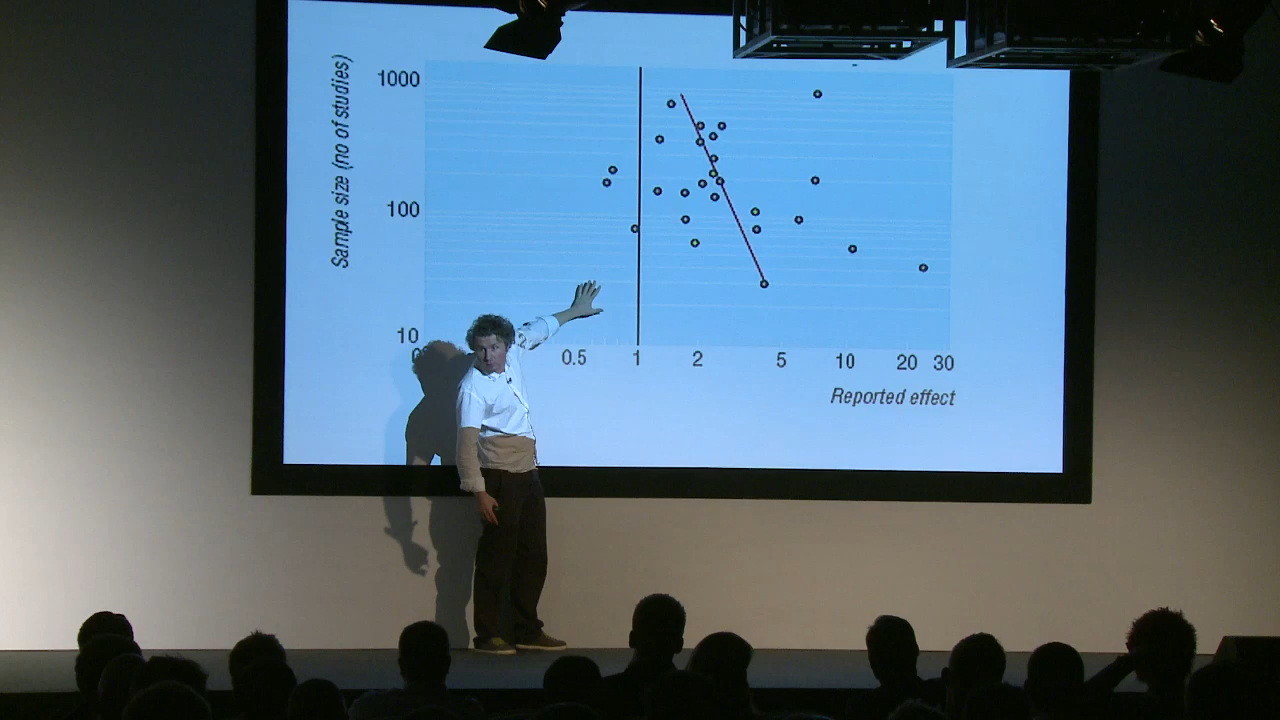 Sample size (no of studies)
1000
100
10
0.5 1 2 5 10 20 30
Reported effect